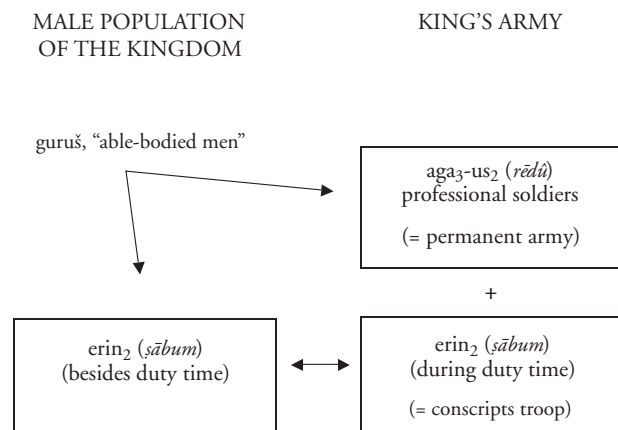 MALE POPULATION
OF THE KINGDOM
KING'S ARMY
guruš, “able-bodied men”
aga₃-us₂ (rēdû)
professional soldiers
(= permanent army)
+
erin₂ (ṣābum)
(besides duty time)
erin₂ (ṣābum)
(during duty time)
(= conscripts troop)